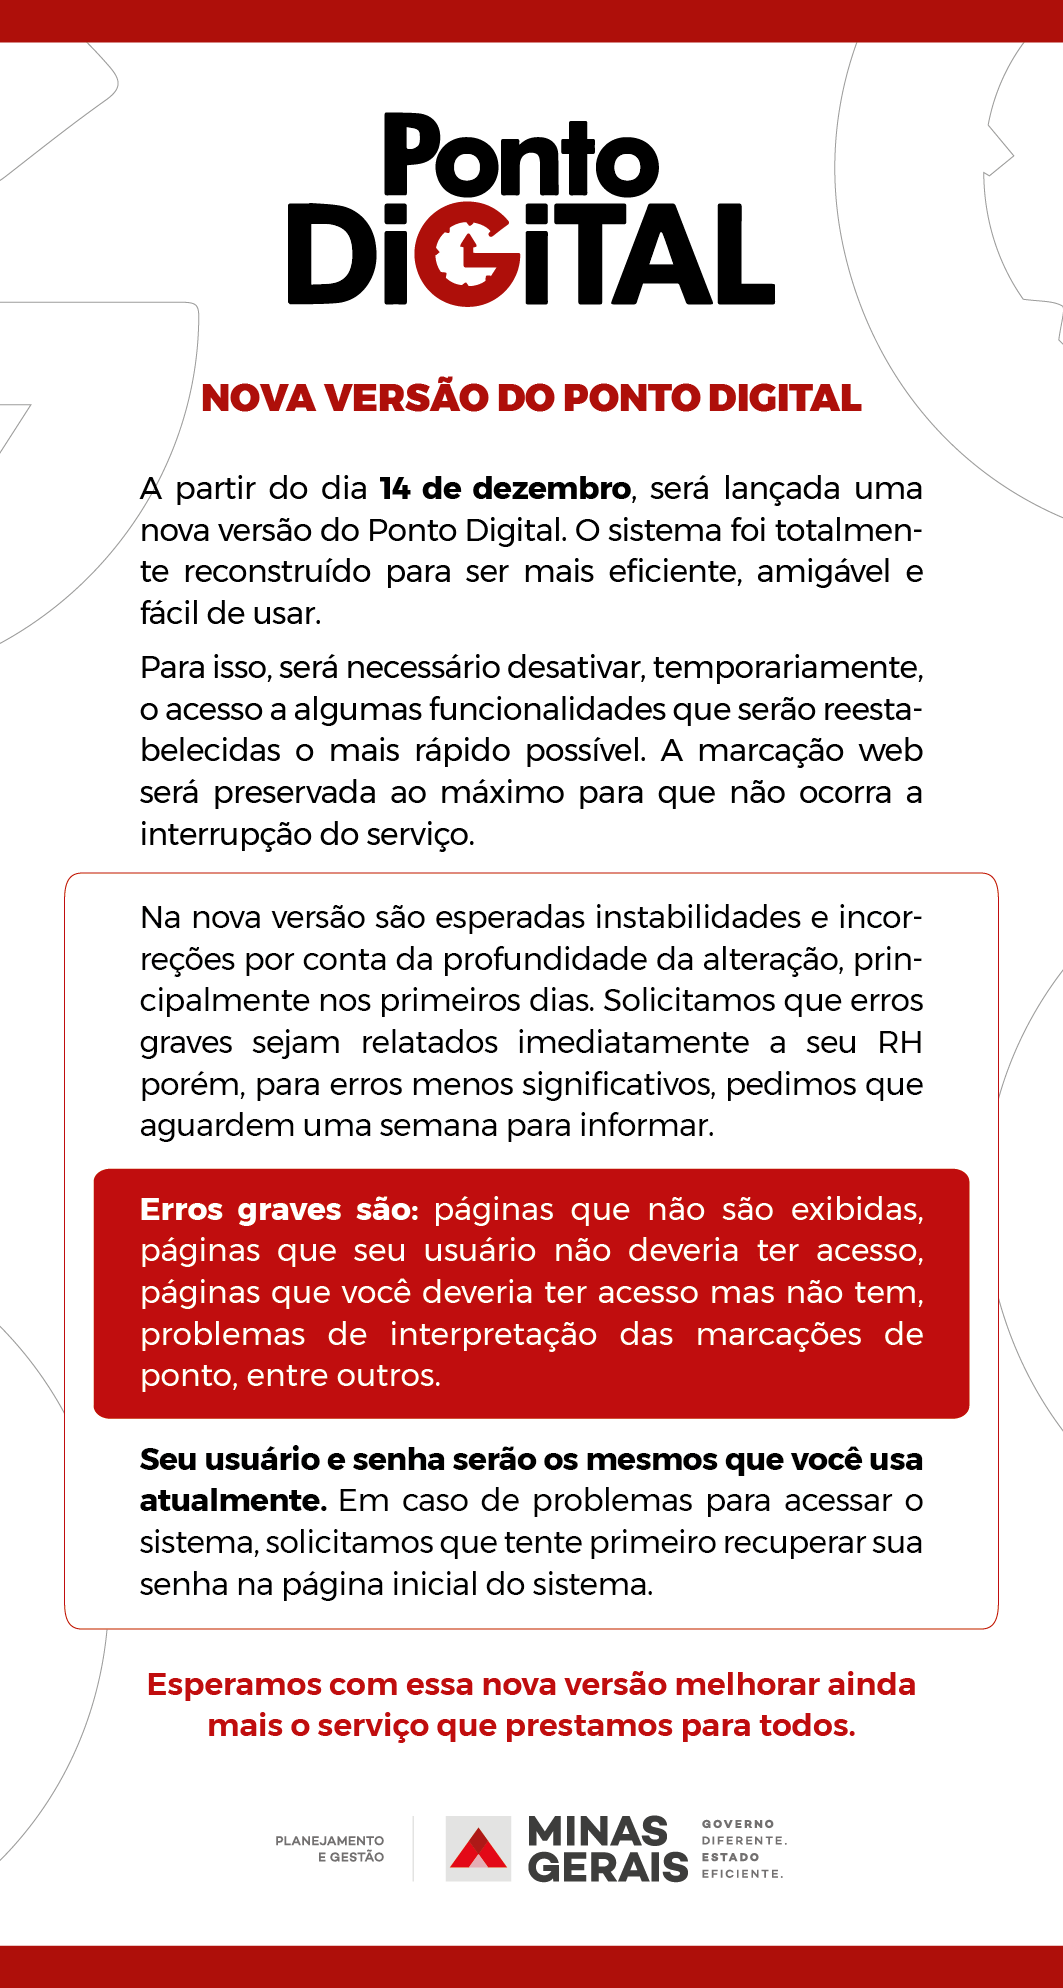 Ponto
DiGiTAL
NOVA VERSÃO DO PONTO DIGITAL
A partir do dia 14 de dezembro, será lançada uma
nova versão do Ponto Digital. O sistema foi totalmen-
te reconstruído para ser mais eficiente, amigável e
fácil de usar.
Para isso, será necessário desativar, temporariamente,
o acesso a algumas funcionalidades que serão reesta-
belecidas o mais rápido possível. A marcação web
será preservada ao máximo para que não ocorra a
interrupção do serviço.
Na nova versão são esperadas instabilidades e incor-
reções por conta da profundidade da alteração, prin-
cipalmente nos primeiros dias. Solicitamos que erros
graves sejam relatados imediatamente a seu RH
porém, para erros menos significativos, pedimos que
aguardem uma semana para informar.
Erros graves são: páginas que não são exibidas,
páginas que seu usuário não deveria ter acesso,
páginas que você deveria ter acesso mas não tem,
problemas de interpretação das marcações de
ponto, entre outros.
Seu usuário e senha serão os mesmos que você usa
atualmente. Em caso de problemas para acessar o
sistema, solicitamos que tente primeiro recuperar sua
senha na página inicial do sistema.
Esperamos com essa nova versão melhorar ainda
mais o serviço que prestamos para todos.
PLANEJAMENTO
E GESTÃO
MINAS
GERAIS
GOVERNO
DIFERENTE.
ESTADO
EFICIENTE.